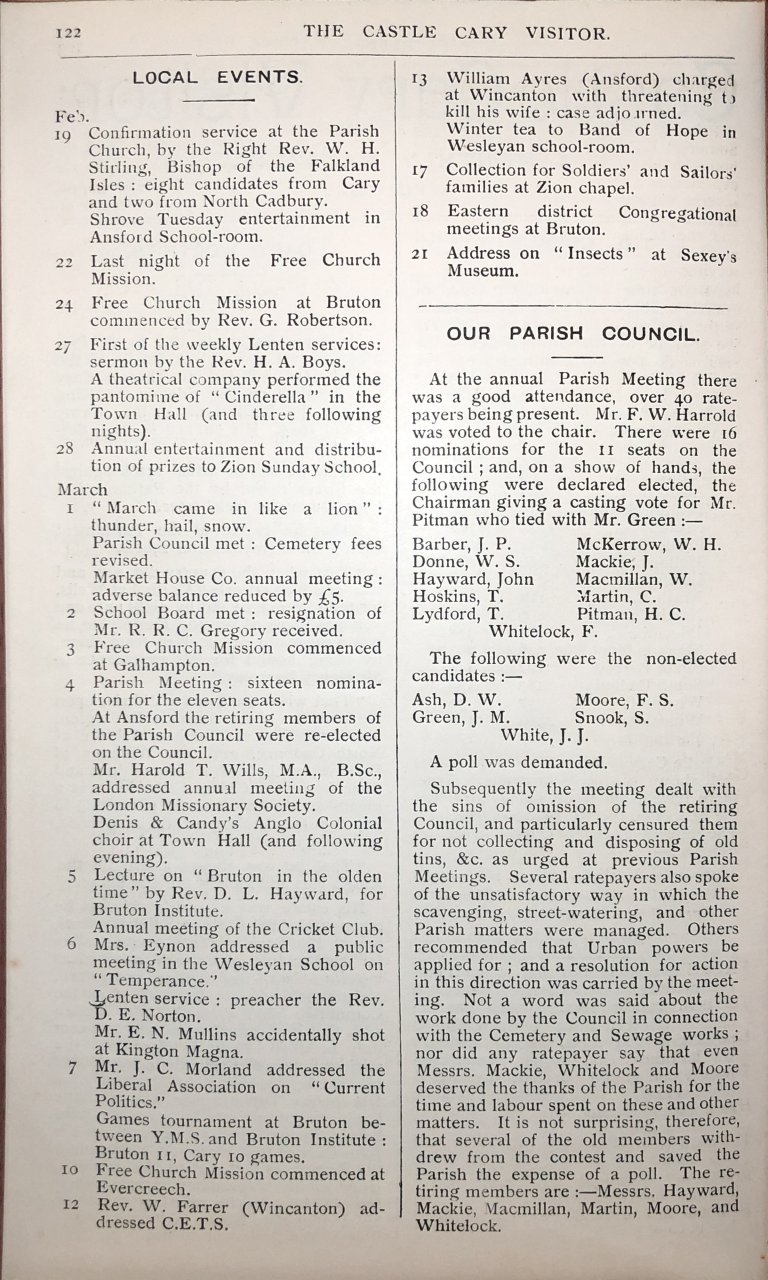 122
THE CASTLE CARY VISITOR.
LOCAL EVENTS.
Feb.
19 Confirmation service at the Parish
Church, by the Right Rev. W. H.
Stirling, Bishop of the Falkland
Isles : eight candidates from Cary
and two from North Cadbury.
Shrove Tuesday entertainment in
Ansford School-room.
22 Last night of the Free Church
Mission.
24 Free Church Mission at Bruton
commenced by Rev. G. Robertson.
27 First of the weekly Lenten services:
sermon by the Rev. H. A. Boys.
A theatrical company performed the
pantomime of “ Cinderella ” in the
Town Hall (and three following
nights).
28 Annual entertainment and distribu-
tion of prizes to Zion Sunday School.
March
1 “ March came in like a lion ” :
thunder, hail, snow.
Parish Council met : Cemetery fees
revised.
Market House Co. annual meeting :
adverse balance reduced by £5.
2 School Board met : resignation of
Mr. R. R. C. Gregory received.
3 Free Church Mission commenced
at Galhampton.
4 Parish Meeting : sixteen nomina-
tion for the eleven seats.
At Ansford the retiring members of
the Parish Council were re-elected
on the Council.
Mr. Harold T. Wills, M.A., B.Sc.,
addressed annual meeting of the
London Missionary Society.
Denis & Candy's Anglo Colonial
choir at Town Hall (and following
evening).
5 Lecture on “ Bruton in the olden
time ” by Rev. D. L. Hayward, for
Bruton Institute.
Annual meeting of the Cricket Club.
6 Mrs. Eynon addressed a public
meeting in the Wesleyan School on
“ Temperance.”
Lenten service : preacher the Rev.
D. E. Norton.
Mr. E. N. Mullins accidentally shot
at Kington Magna.
7 Mr. J. C. Morland addressed the
Liberal Association on “ Current
Politics.”
Games tournament at Bruton be-
tween Y.M.S. and Bruton Institute :
Bruton 11, Cary 10 games.
10 Free Church Mission commenced at
Evercreech.
12 Rev. W. Farrer (Wincanton) ad-
dressed C.E.T.S.
13 William Ayres (Ansford) charged
at Wincanton with threatening to
kill his wife : case adjourned.
Winter tea to Band of Hope in
Wesleyan school-room.
17 Collection for Soldiers' and Sailors'
families at Zion chapel.
18 Eastern district Congregational
meetings at Bruton.
21 Address on “ Insects ” at Sexey's
Museum.
OUR PARISH COUNCIL.
At the annual Parish Meeting there
was a good attendance, over 40 rate-
payers being present. Mr. F. W. Harrold
was voted to the chair. There were 16
nominations for the 11 seats on the
Council ; and, on a show of hands, the
following were declared elected, the
Chairman giving a casting vote for Mr.
Pitman who tied with Mr. Green :—
Barber, J. P. McKerrow, W. H.
Donne, W. S. Mackie, J.
Hayward, John Macmillan, W.
Hoskins, T. Martin, C.
Lydford, T. Pitman, H. C.
Whitelock, F.
The following were the non-elected
candidates :—
Ash, D. W. Moore, F. S.
Green, J. M. Snook, S.
White, J. J.
A poll was demanded.
Subsequently the meeting dealt with
the sins of omission of the retiring
Council, and particularly censured them
for not collecting and disposing of old
tins, &c. as urged at previous Parish
Meetings. Several ratepayers also spoke
of the unsatisfactory way in which the
scavenging, street-watering, and other
Parish matters were managed. Others
recommended that Urban powers be
applied for ; and a resolution for action
in this direction was carried by the meet-
ing. Not a word was said about the
work done by the Council in connection
with the Cemetery and Sewage works ;
nor did any ratepayer say that even
Messrs. Mackie, Whitelock and Moore
deserved the thanks of the Parish for the
time and labour spent on these and other
matters. It is not surprising, therefore,
that several of the old members with-
drew from the contest and saved the
Parish the expense of a poll. The re-
tiring members are :—Messrs. Hayward,
Mackie, Macmillan, Martin, Moore, and
Whitelock.